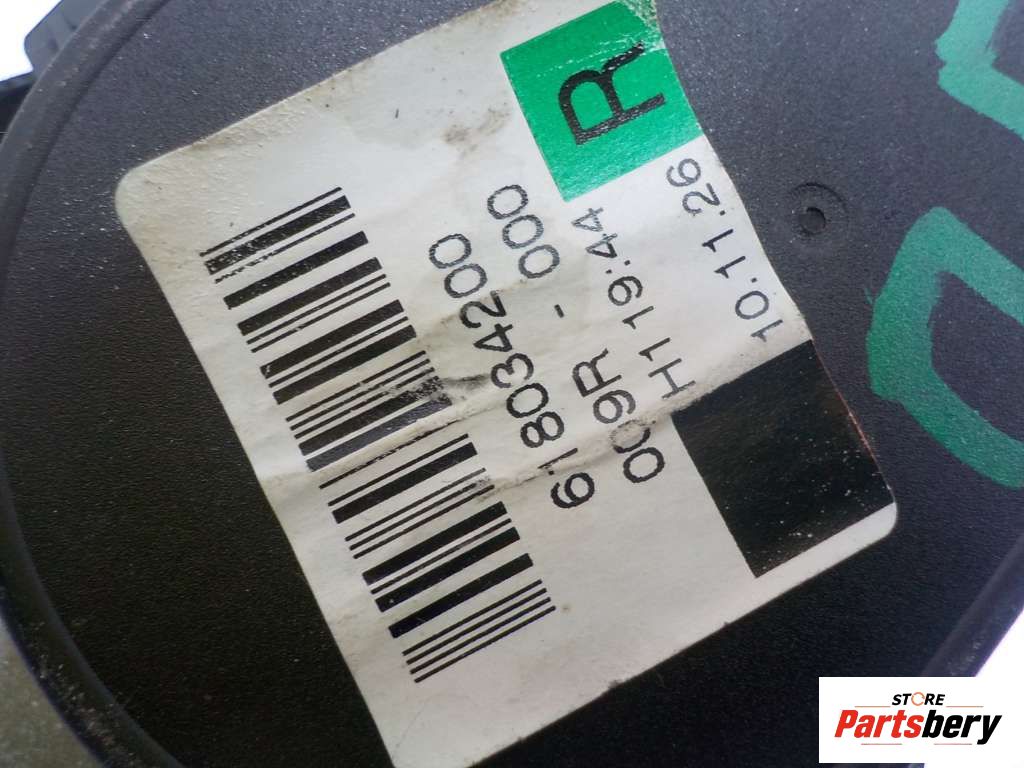 R
618034200
009R - 000
H1 19:44
10.11.26
STORE
Partsbery